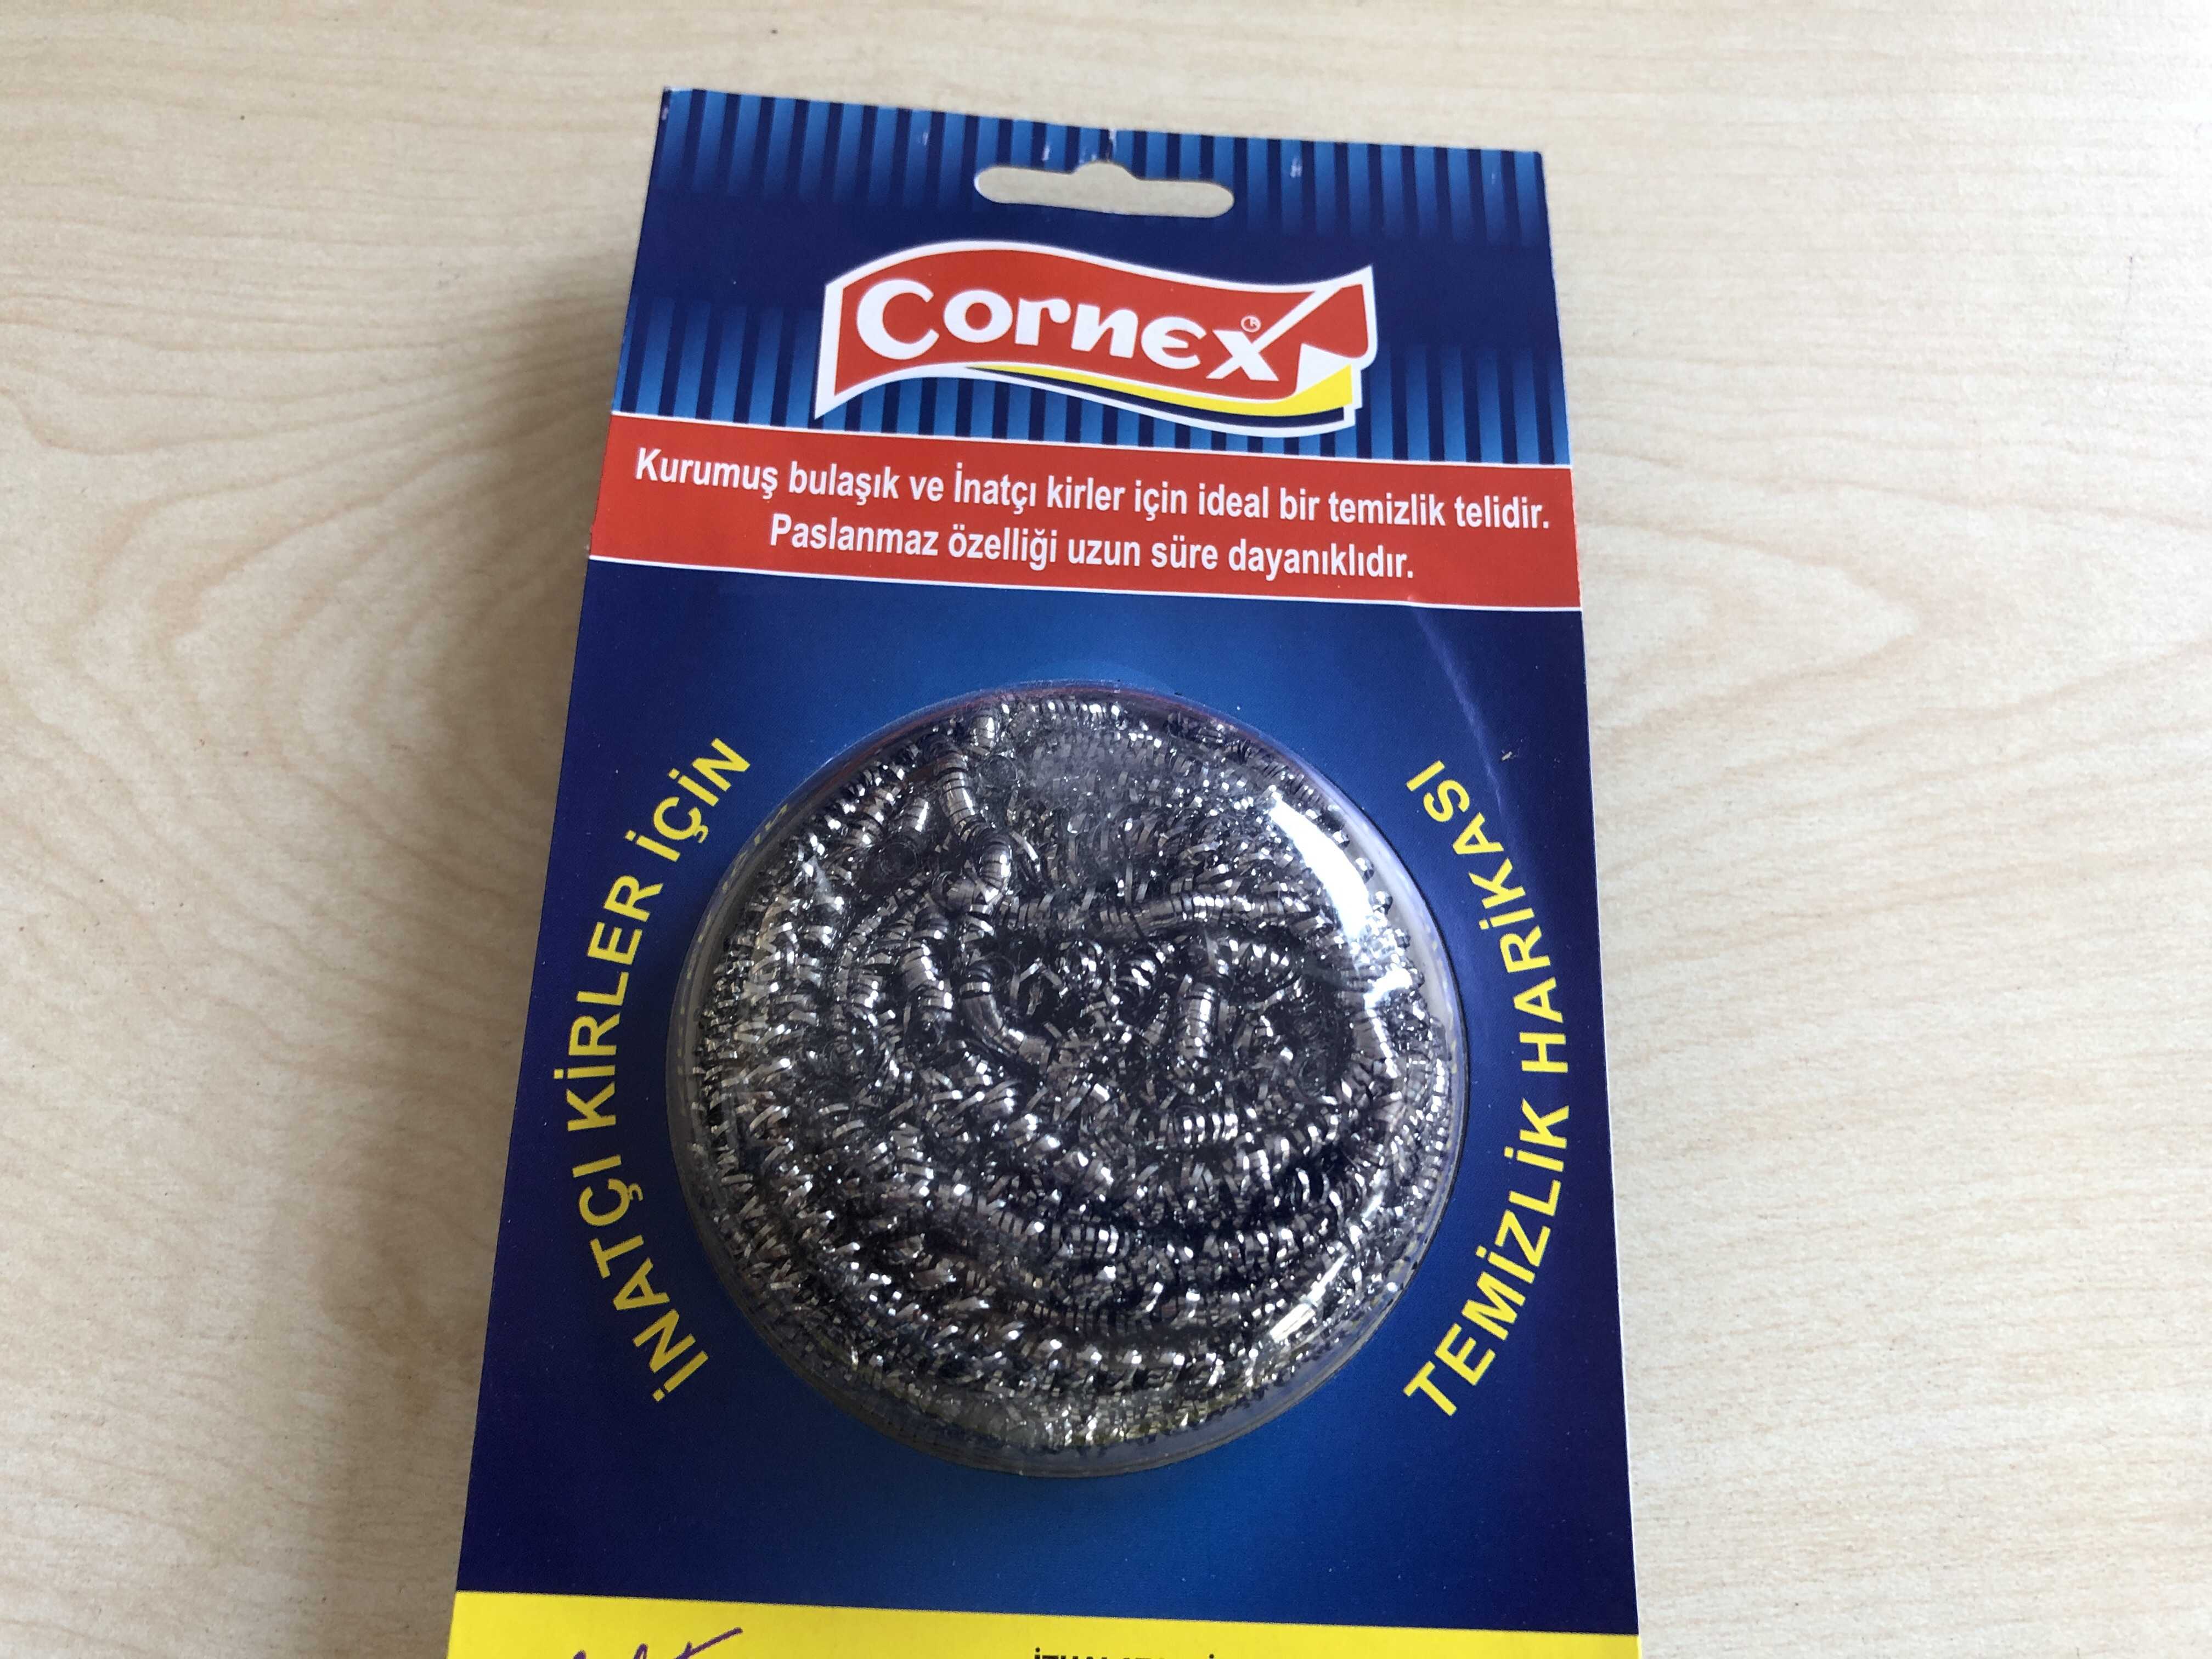 Cornex®
Kurumuş bulaşık ve İnatçı kirler için ideal bir temizlik telidir.
Paslanmaz özelliği uzun süre dayanıklıdır.
İNATÇI KİRLER İÇİN
TEMİZLİK HARİKASI